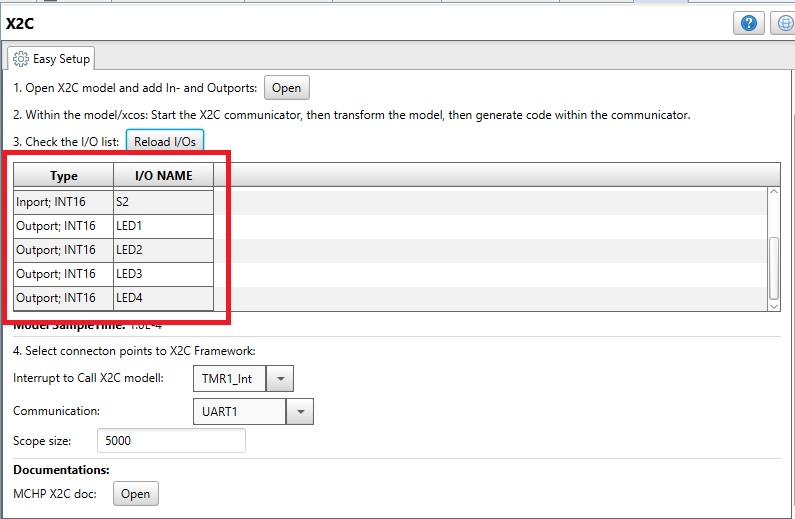 X2C
Easy Setup
1. Open X2C model and add In- and Outports: Open
2. Within the model/xcos: Start the X2C communicator, then transform the model, then generate code within the communicator.
3. Check the I/O list: Reload I/Os
Type I/O NAME
Inport; INT16 S2
Outport; INT16 LED1
Outport; INT16 LED2
Outport; INT16 LED3
Outport; INT16 LED4
Model SampleTime: 1.0E-4
4. Select connecton points to X2C Framework:
Interrupt to Call X2C modell: TMR1_Int
Communication: UART1
Scope size: 5000
Documentations:
MCHP X2C doc: Open